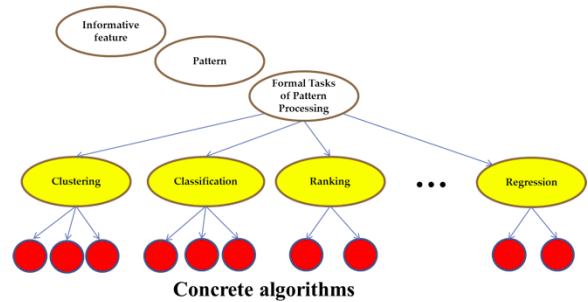 Informative
feature
Pattern
Formal Tasks
of Pattern
Processing
Clustering
Classification
Ranking
...
Regression
Concrete algorithms